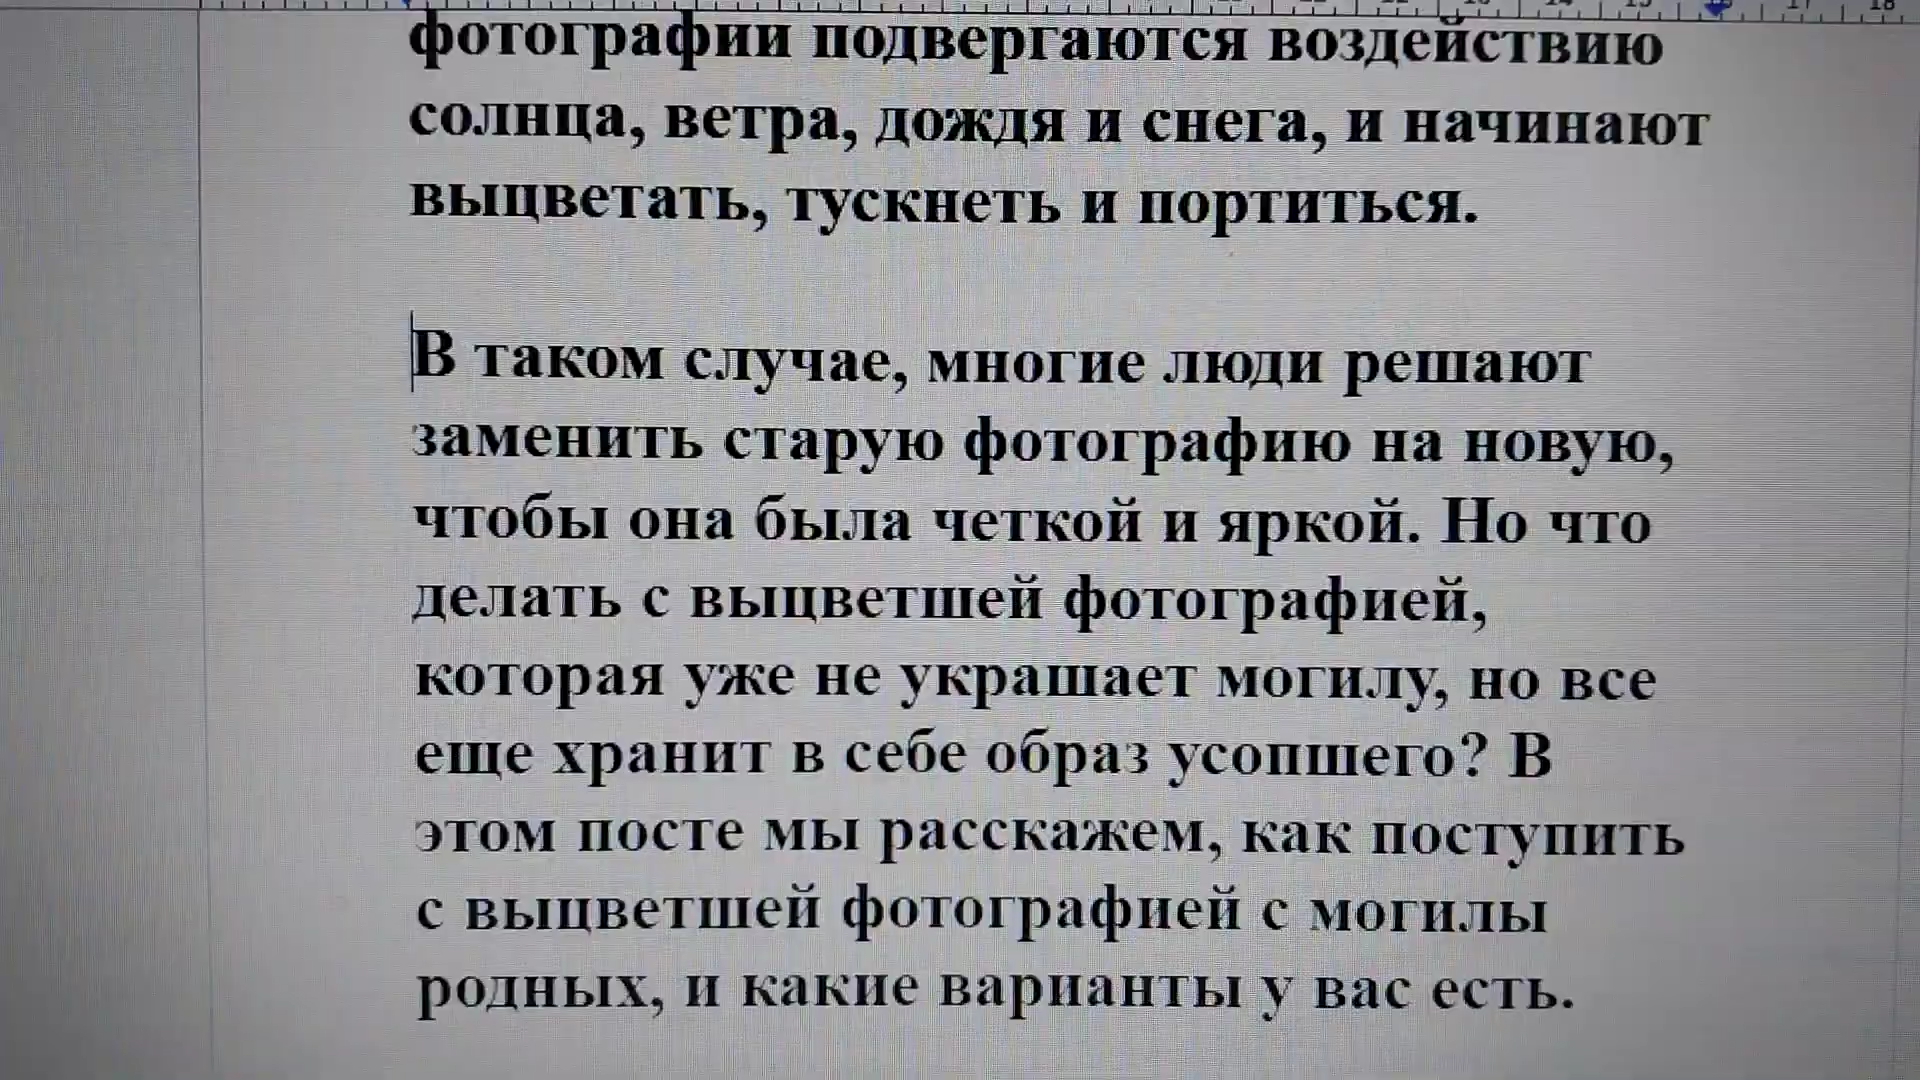 фотографии подвергаются воздействию
солнца, ветра, дождя и снега, и начинают
выцветать, тускнеть и портиться.
В таком случае, многие люди решают
заменить старую фотографию на новую,
чтобы она была четкой и яркой. Но что
делать с выцветшей фотографией,
которая уже не украшает могилу, но все
еще хранит в себе образ усопшего? В
этом посте мы расскажем, как поступить
с выцветшей фотографией с могилы
родных, и какие варианты у вас есть.